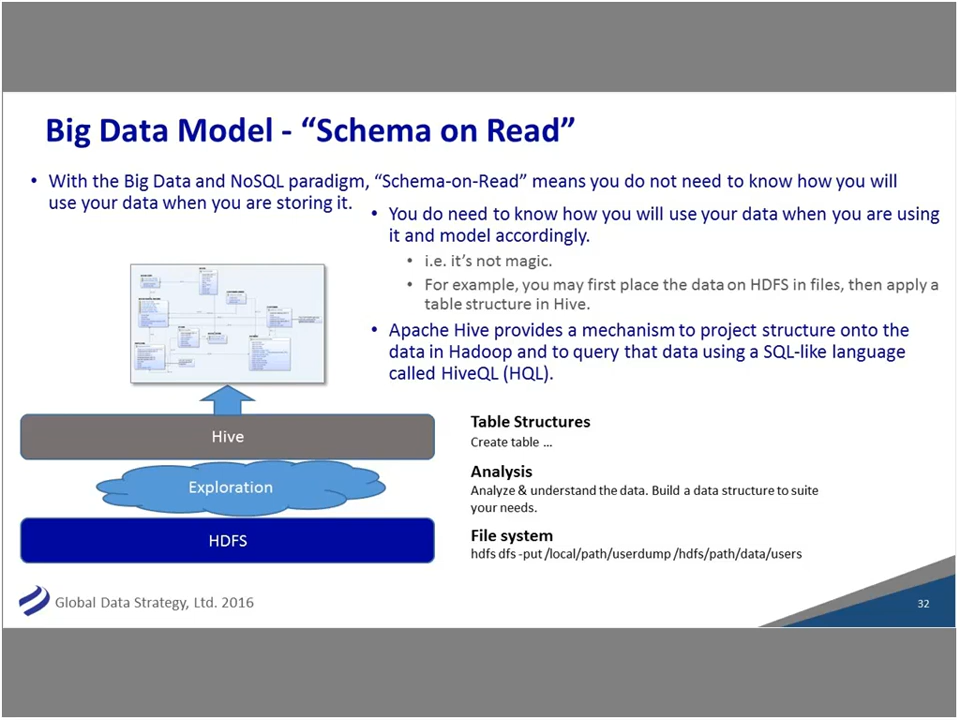 Big Data Model - “Schema on Read”
• With the Big Data and NoSQL paradigm, “Schema-on-Read” means you do not need to know how you will
use your data when you are storing it.
• You do need to know how you will use your data when you are using
it and model accordingly.
• i.e. it’s not magic.
• For example, you may first place the data on HDFS in files, then apply a
table structure in Hive.
• Apache Hive provides a mechanism to project structure onto the
data in Hadoop and to query that data using a SQL-like language
called HiveQL (HQL).
Hive
Exploration
HDFS
Table Structures
Create table ...
Analysis
Analyze & understand the data. Build a data structure to suite
your needs.
File system
hdfs dfs -put /local/path/userdump /hdfs/path/data/users
Global Data Strategy, Ltd. 2016
32